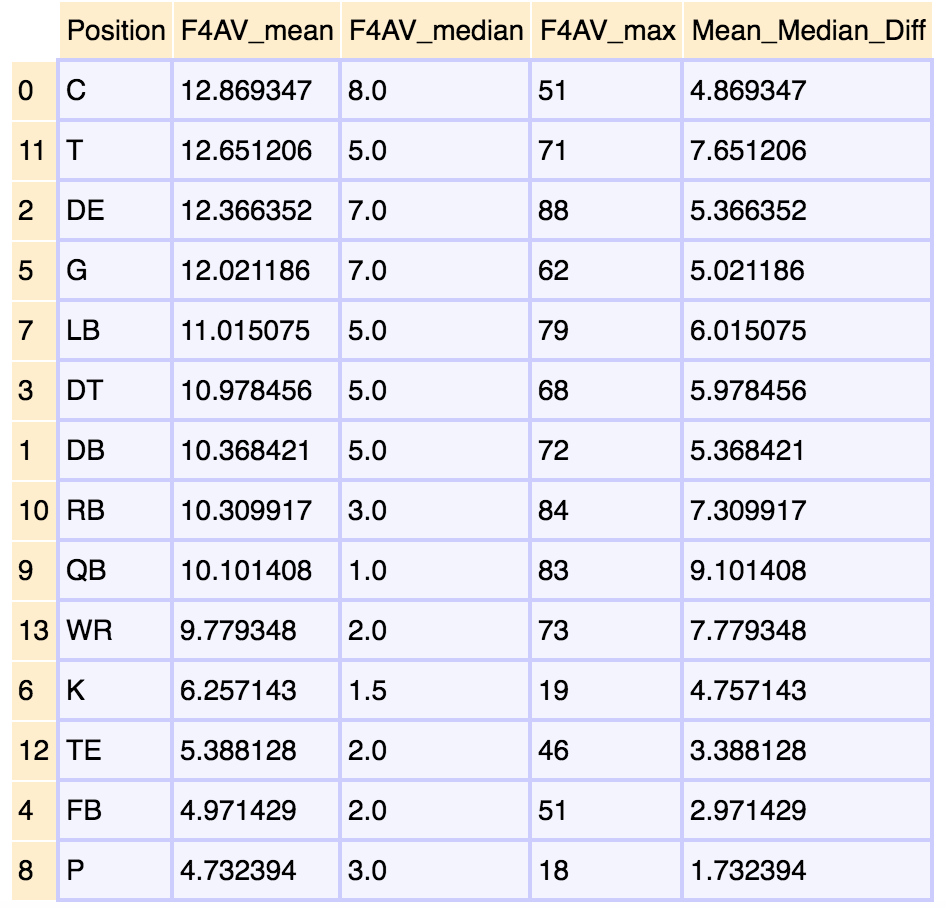 Position F4AV_mean F4AV_median F4AV_max Mean_Median_Diff
0 C 12.869347 8.0 51 4.869347
11 T 12.651206 5.0 71 7.651206
2 DE 12.366352 7.0 88 5.366352
5 G 12.021186 7.0 62 5.021186
7 LB 11.015075 5.0 79 6.015075
3 DT 10.978456 5.0 68 5.978456
1 DB 10.368421 5.0 72 5.368421
10 RB 10.309917 3.0 84 7.309917
9 QB 10.101408 1.0 83 9.101408
13 WR 9.779348 2.0 73 7.779348
6 K 6.257143 1.5 19 4.757143
12 TE 5.388128 2.0 46 3.388128
4 FB 4.971429 2.0 51 2.971429
8 P 4.732394 3.0 18 1.732394